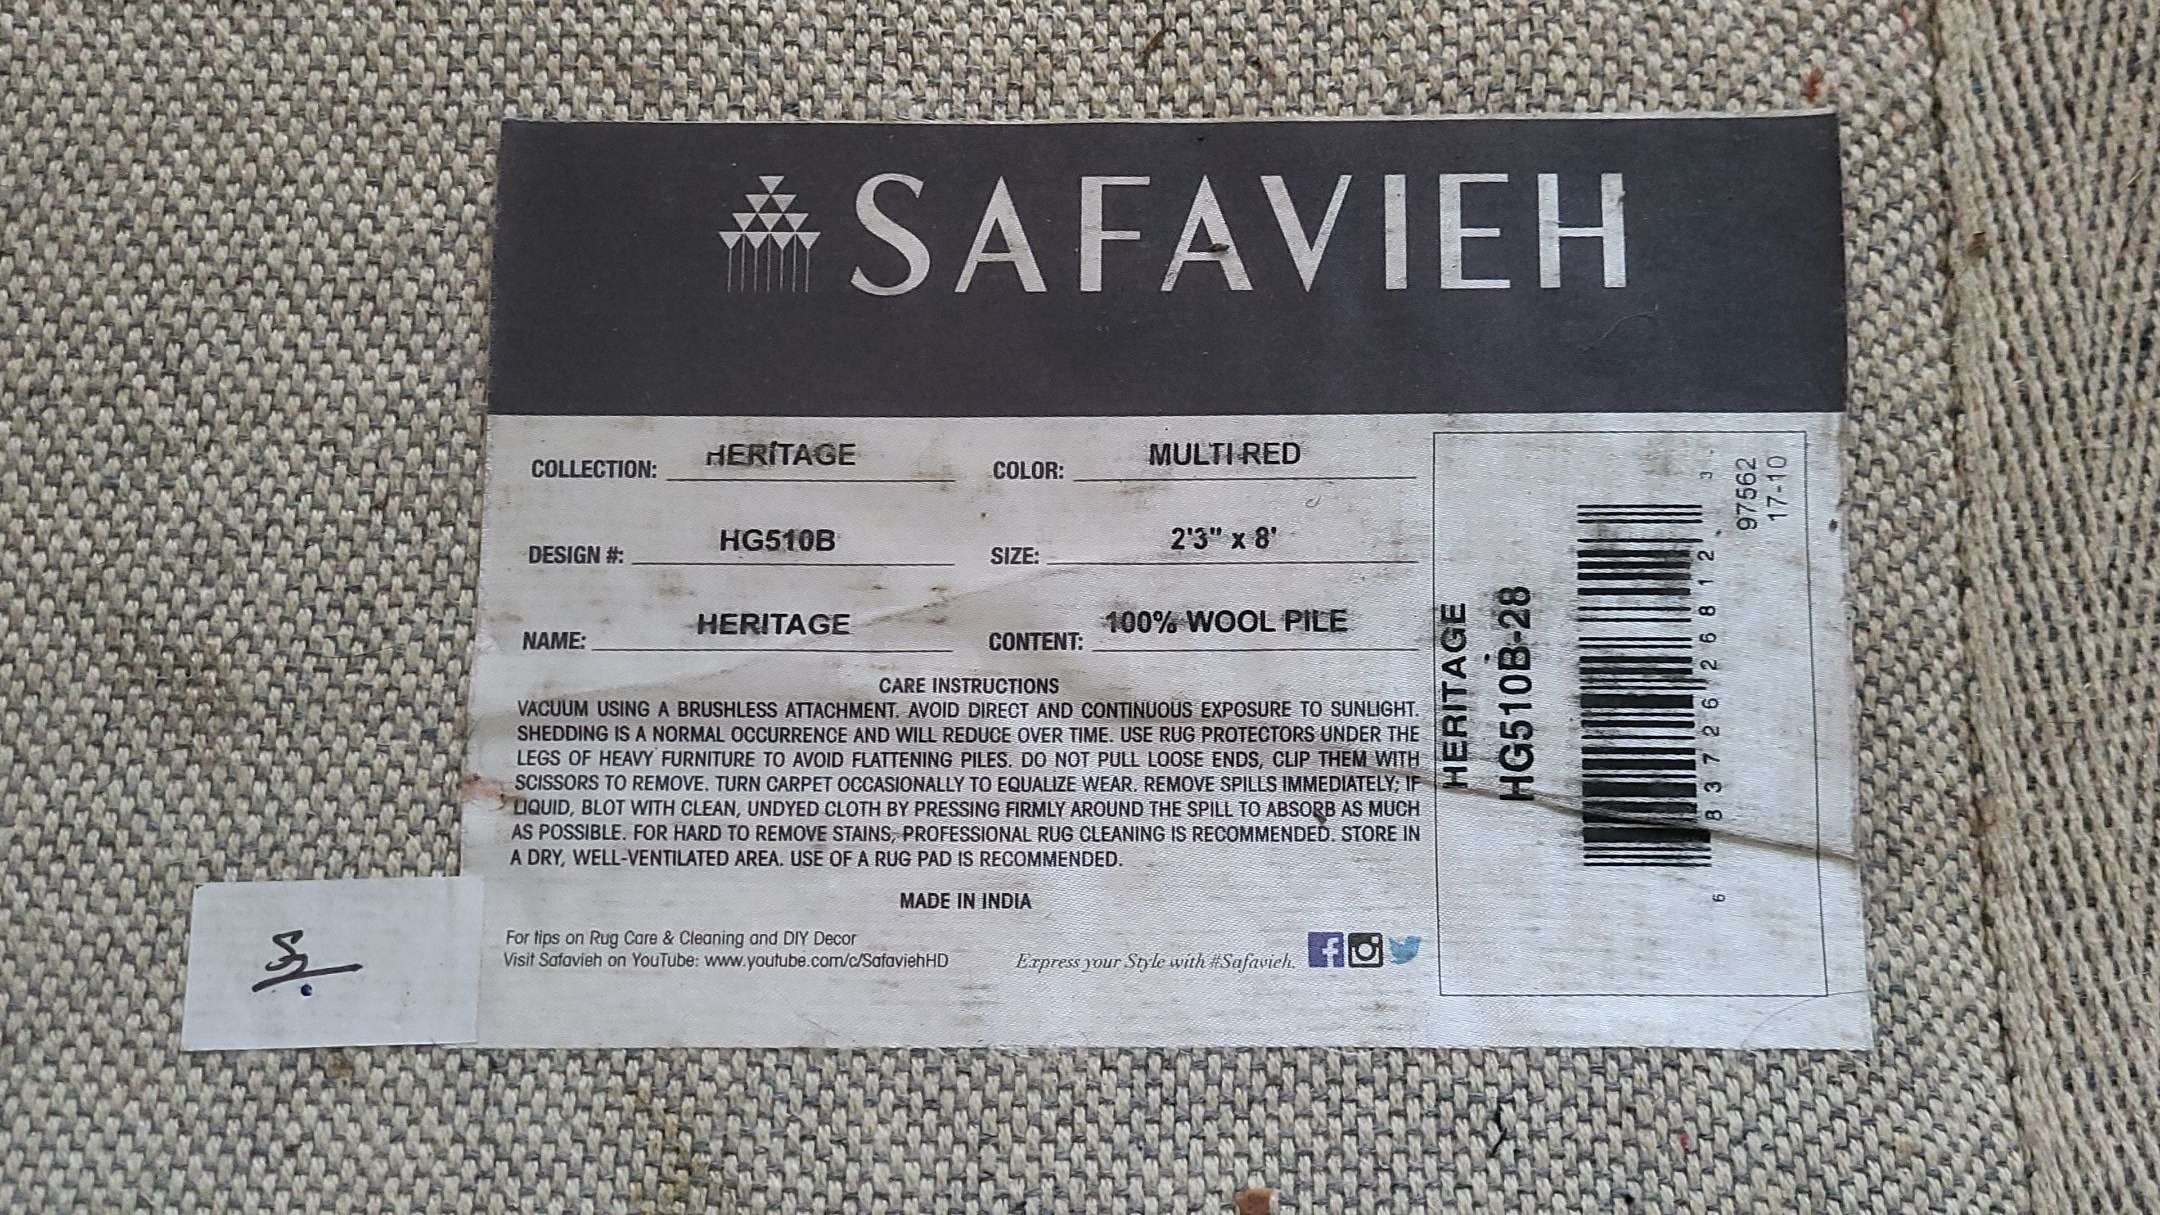 SAFAVIEH
COLLECTION: HERITAGE
COLOR: MULTI RED
DESIGN #: HG510B
SIZE: 2'3" x 8'
NAME: HERITAGE
CONTENT: 100% WOOL PILE
CARE INSTRUCTIONS
VACUUM USING A BRUSHLESS ATTACHMENT. AVOID DIRECT AND CONTINUOUS EXPOSURE TO SUNLIGHT.
SHEDDING IS A NORMAL OCCURRENCE AND WILL REDUCE OVER TIME. USE RUG PROTECTORS UNDER THE
LEGS OF HEAVY FURNITURE TO AVOID FLATTENING PILES. DO NOT PULL LOOSE ENDS, CLIP THEM WITH
SCISSORS TO REMOVE. TURN CARPET OCCASIONALLY TO EQUALIZE WEAR. REMOVE SPILLS IMMEDIATELY; IF
LIQUID, BLOT WITH CLEAN, UNDYED CLOTH BY PRESSING FIRMLY AROUND THE SPILL TO ABSORB AS MUCH
AS POSSIBLE. FOR HARD TO REMOVE STAINS, PROFESSIONAL RUG CLEANING IS RECOMMENDED. STORE IN
A DRY, WELL-VENTILATED AREA. USE OF A RUG PAD IS RECOMMENDED.
MADE IN INDIA
For tips on Rug Care & Cleaning and DIY Decor
Visit Safavieh on YouTube: www.youtube.com/c/SafaviehHD
Express your Style with #Safavieh.
HERITAGE
HG510B-28
6 83726 26812 3
97562
17-10